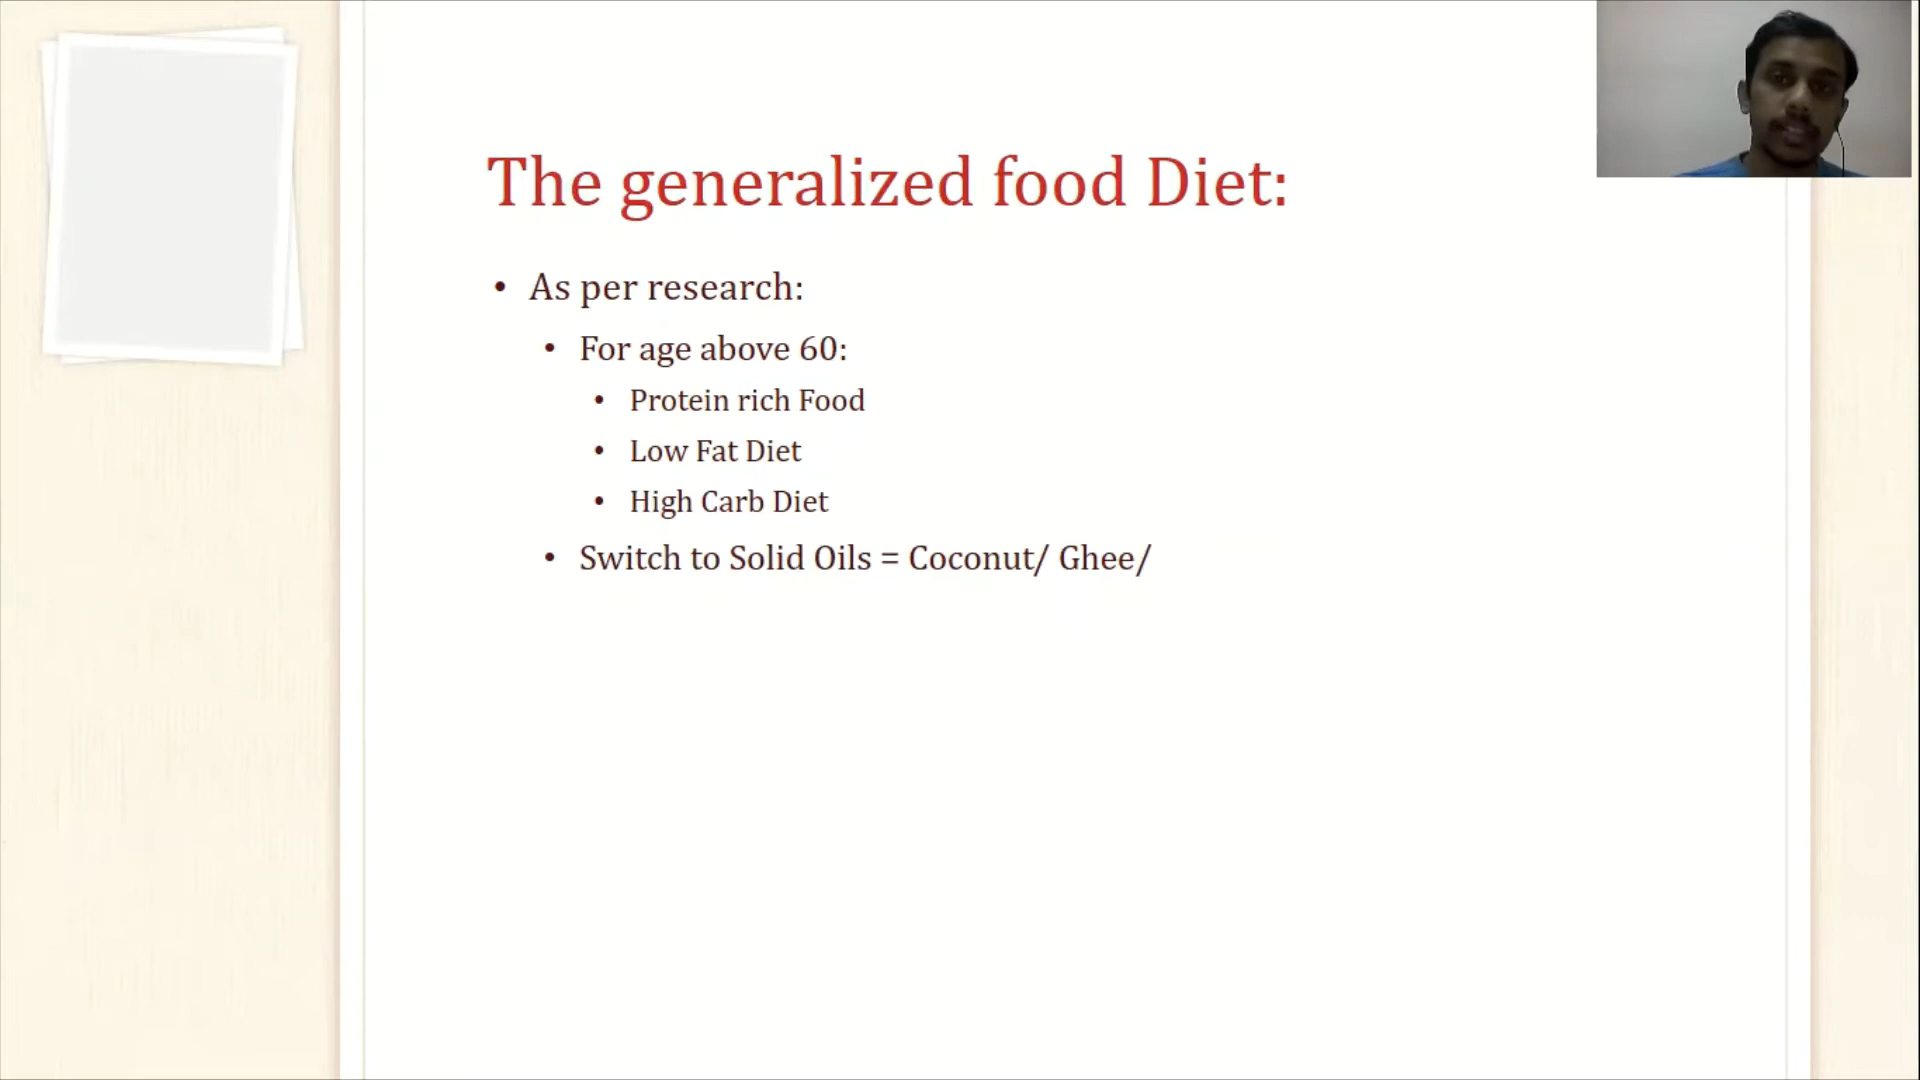 The generalized food Diet:
• As per research:
• For age above 60:
• Protein rich Food
• Low Fat Diet
• High Carb Diet
• Switch to Solid Oils = Coconut/ Ghee/